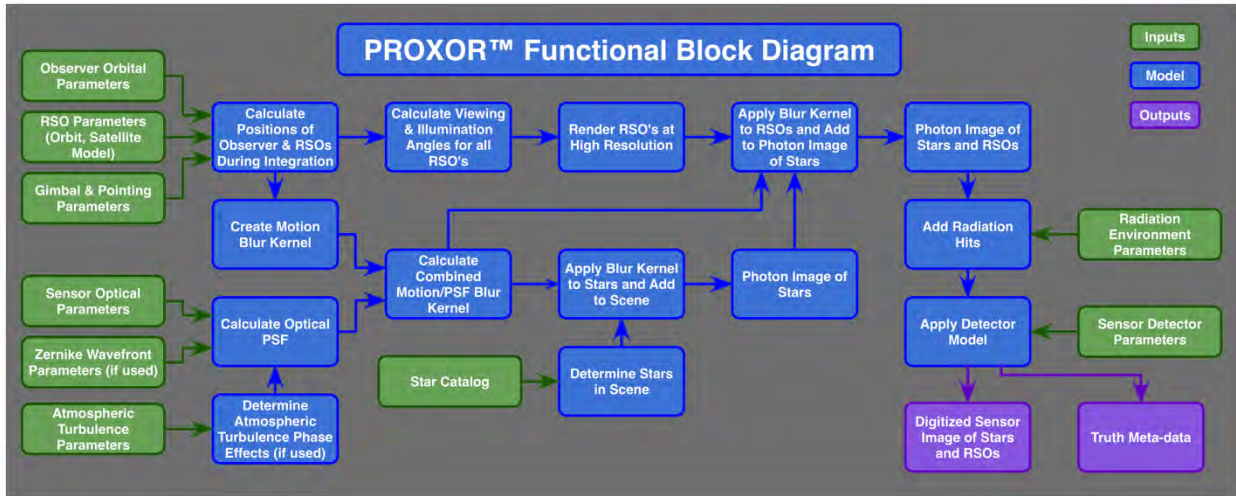 PROXOR™ Functional Block Diagram
Inputs
Model
Outputs
Observer Orbital
Parameters
RSO Parameters
(Orbit, Satellite
Model)
Gimbal & Pointing
Parameters
Calculate
Positions of
Observer & RSOs
During Integration
Calculate Viewing
& Illumination
Angles for all
RSO's
Render RSO's at
High Resolution
Apply Blur Kernel
to RSOs and Add
to Photon Image
of Stars
Photon Image of
Stars and RSOs
Create Motion
Blur Kernel
Add Radiation
Hits
Radiation
Environment
Parameters
Sensor Optical
Parameters
Zernike Wavefront
Parameters (if used)
Calculate Optical
PSF
Calculate
Combined
Motion/PSF Blur
Kernel
Apply Blur Kernel
to Stars and Add
to Scene
Photon Image of
Stars
Apply Detector
Model
Sensor Detector
Parameters
Star Catalog
Determine Stars
in Scene
Atmospheric
Turbulence
Parameters
Determine
Atmospheric
Turbulence Phase
Effects (if used)
Digitized Sensor
Image of Stars
and RSOs
Truth Meta-data